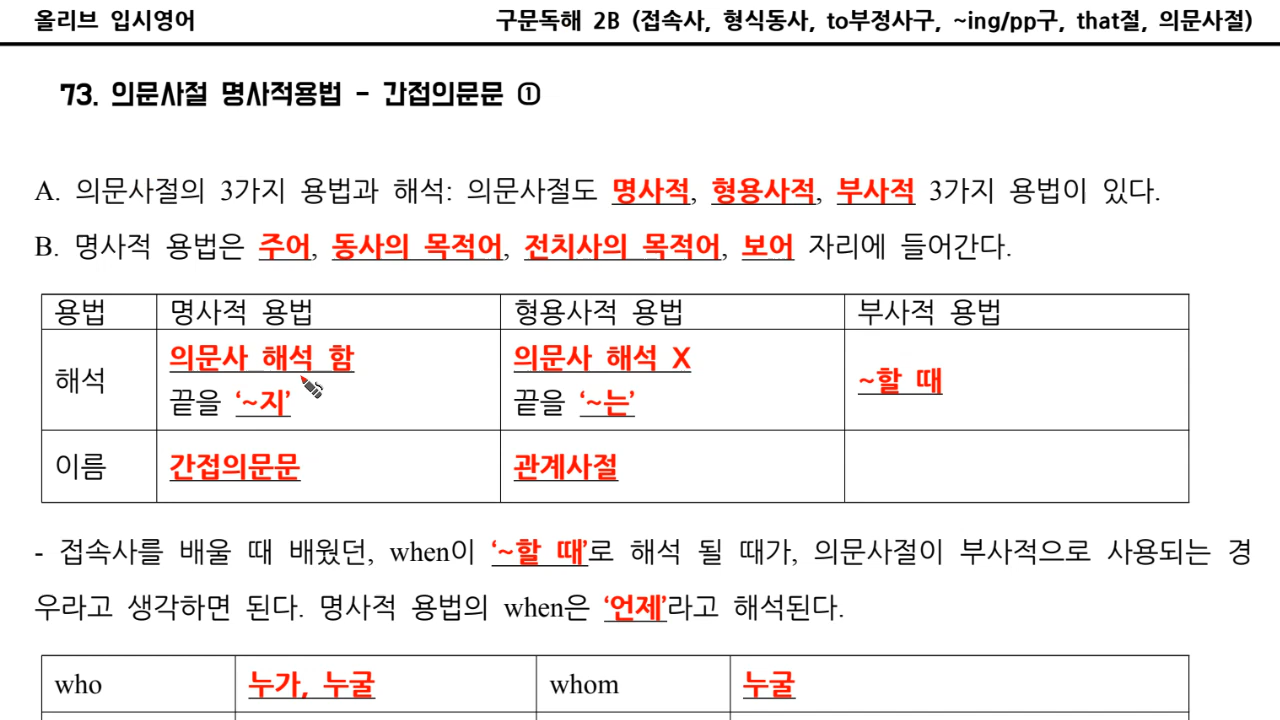 올리브 입시영어 구문독해 2B (접속사, 형식동사, to부정사구, ~ing/pp구, that절, 의문사절)
73. 의문사절 명사적용법 - 간접의문문 ①
A. 의문사절의 3가지 용법과 해석: 의문사절도 명사적, 형용사적, 부사적 3가지 용법이 있다.
B. 명사적 용법은 주어, 동사의 목적어, 전치사의 목적어, 보어 자리에 들어간다.
용법 명사적 용법 형용사적 용법 부사적 용법
해석 의문사 해석 함 의문사 해석 X ~할 때
끝을 ‘~지’ 끝을 ‘~는’
이름 간접의문문 관계사절
- 접속사를 배울 때 배웠던, when이 ‘~할 때’로 해석 될 때가, 의문사절이 부사적으로 사용되는 경
우라고 생각하면 된다. 명사적 용법의 when은 ‘언제’라고 해석된다.
who 누가, 누굴 whom 누굴